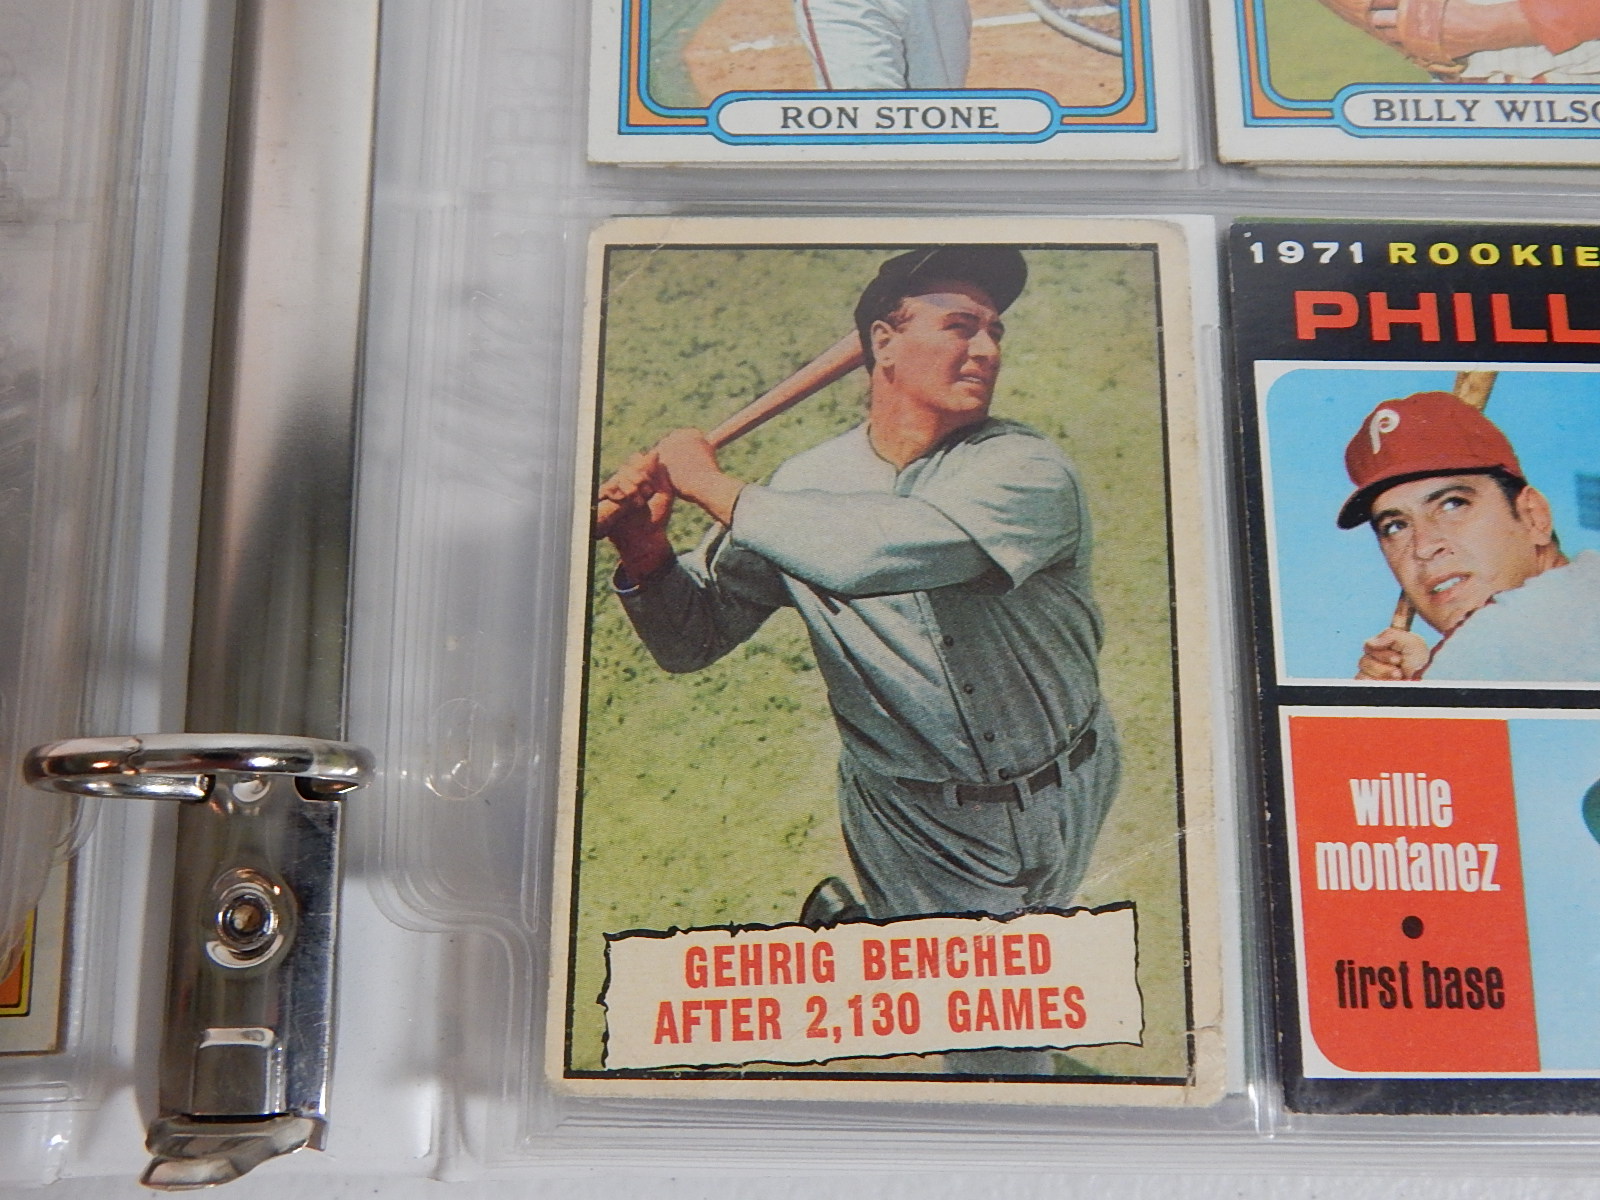 RON STONE
BILLY WILSO
GEHRIG BENCHED
AFTER 2,130 GAMES
1971 ROOKIE
PHILL
P
willie
montanez
first base